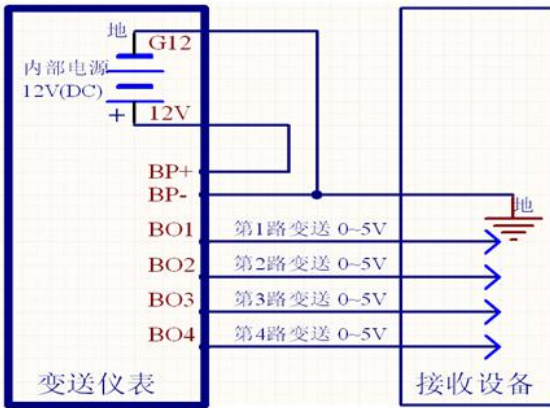 地
G12
内部电源
12V(DC)
+
12V
BP+
BP-
地
BO1
第1路变送 0~5V
BO2
第2路变送 0~5V
BO3
第3路变送 0~5V
BO4
第4路变送 0~5V
变送仪表
接收设备